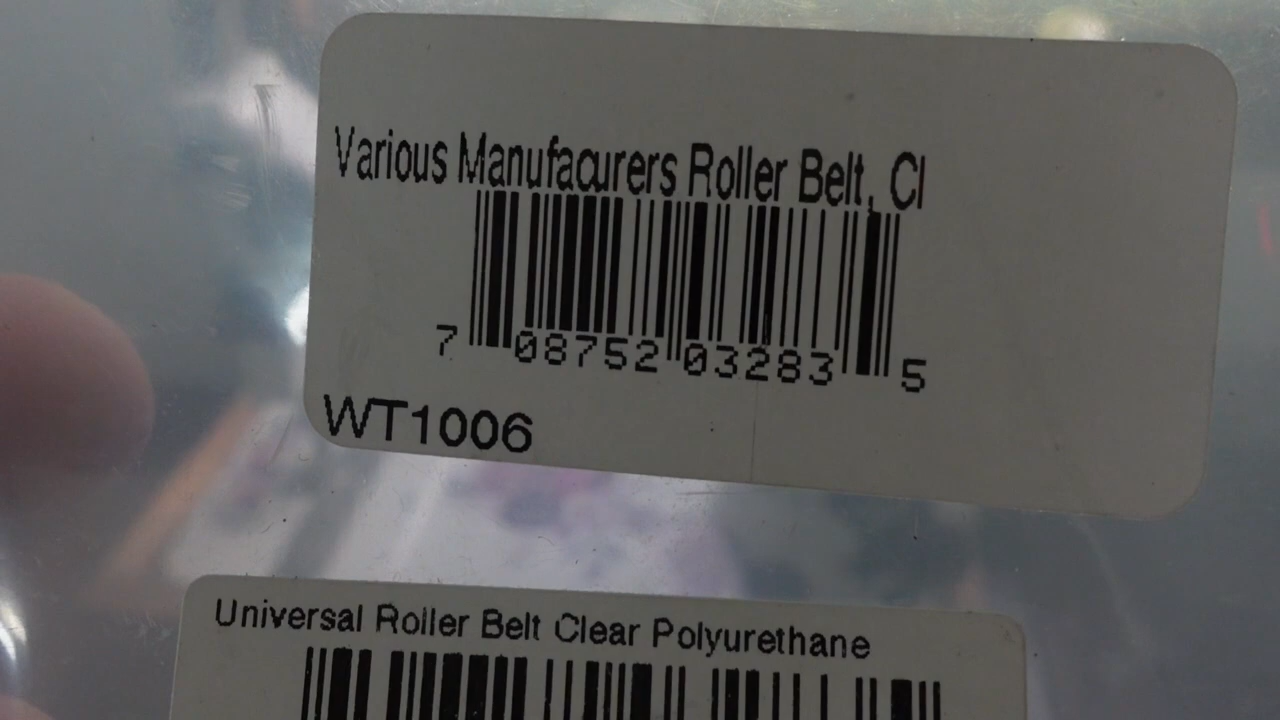 Various Manufacurers Roller Belt, Cl
7 08752 03283 5
WT1006
Universal Roller Belt Clear Polyurethane